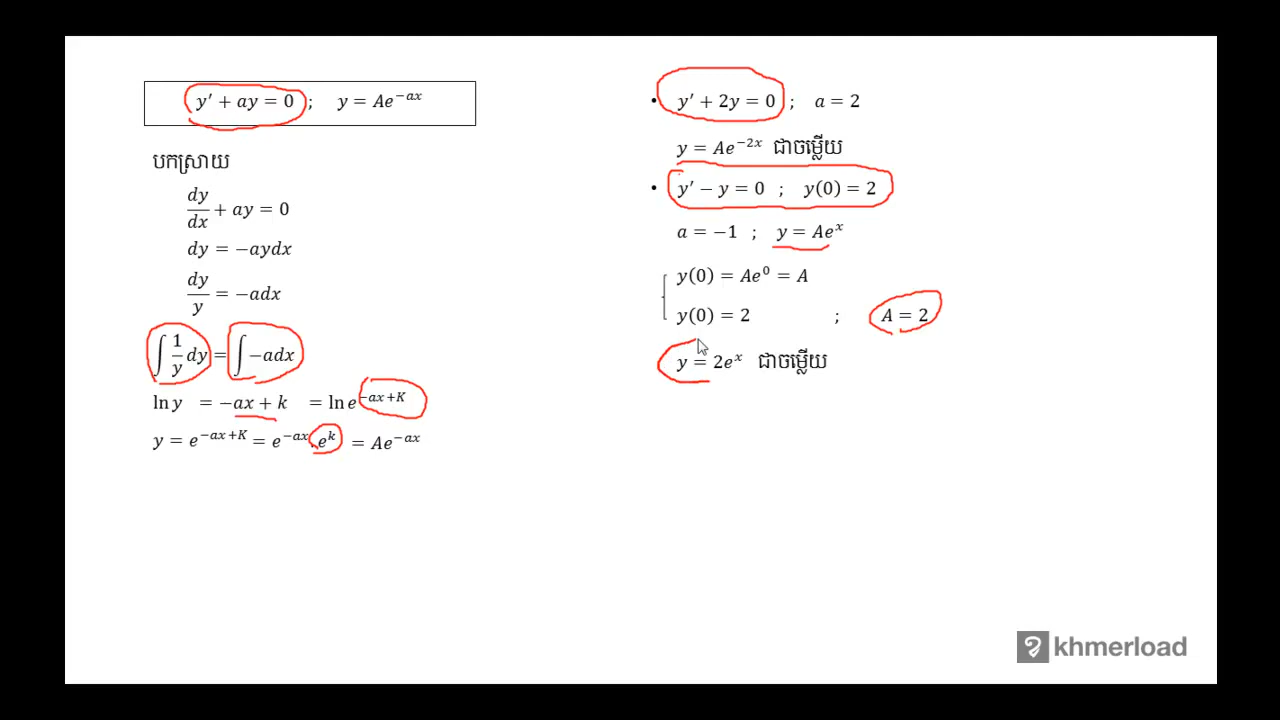 y′ + ay = 0 ; y = Ae^{−ax}
បកស្រាយ
dy/dx + ay = 0
dy = −aydx
dy/y = −adx
∫ 1/y dy = ∫ −adx
ln y = −ax + k = ln e^{−ax+K}
y = e^{−ax+K} = e^{−ax}.e^{k} = Ae^{−ax}
• y′ + 2y = 0 ; a = 2
y = Ae^{−2x} ជាចម្លើយ
• y′ − y = 0 ; y(0) = 2
a = −1 ; y = Ae^{x}
y(0) = Ae^{0} = A
y(0) = 2 ; A = 2
y = 2e^{x} ជាចម្លើយ
khmerload